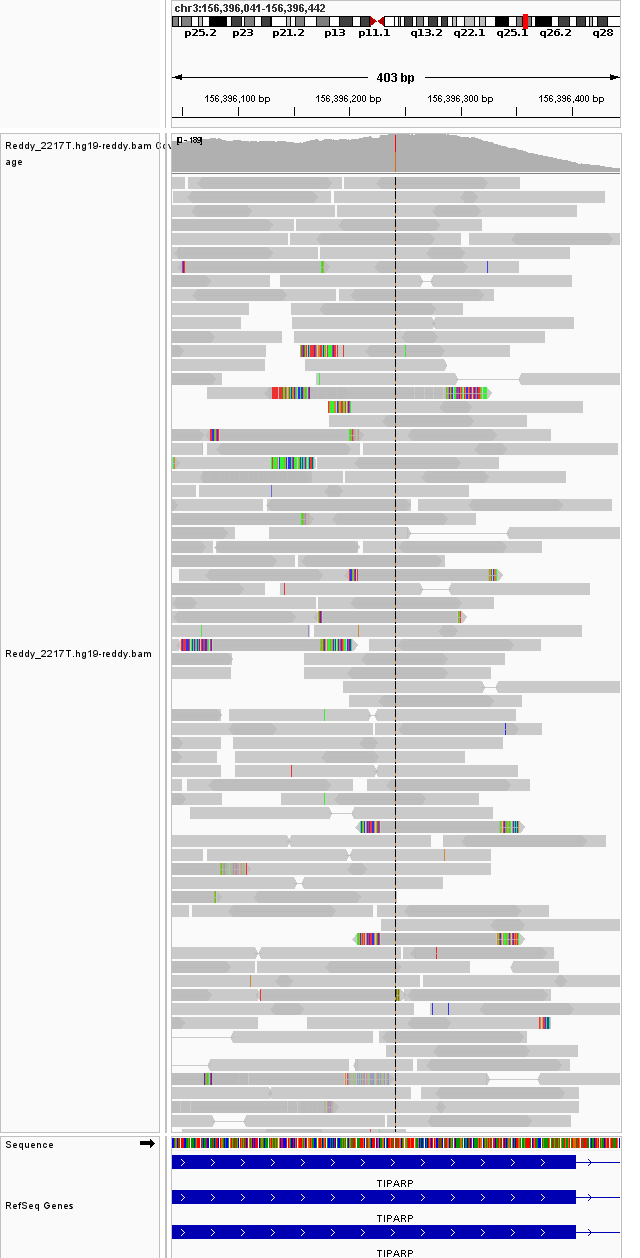 chr3:156,396,041-156,396,442
p25.2 p23 p21.2 p13 p11.1 q13.2 q22.1 q25.1 q26.2 q28
403 bp
156,396,100 bp 156,396,200 bp 156,396,300 bp 156,396,400 bp
Reddy_2217T.hg19-reddy.bam Cov
age
[0 - 189]
Reddy_2217T.hg19-reddy.bam
Sequence
TIPARP
RefSeq Genes
TIPARP
TIPARP